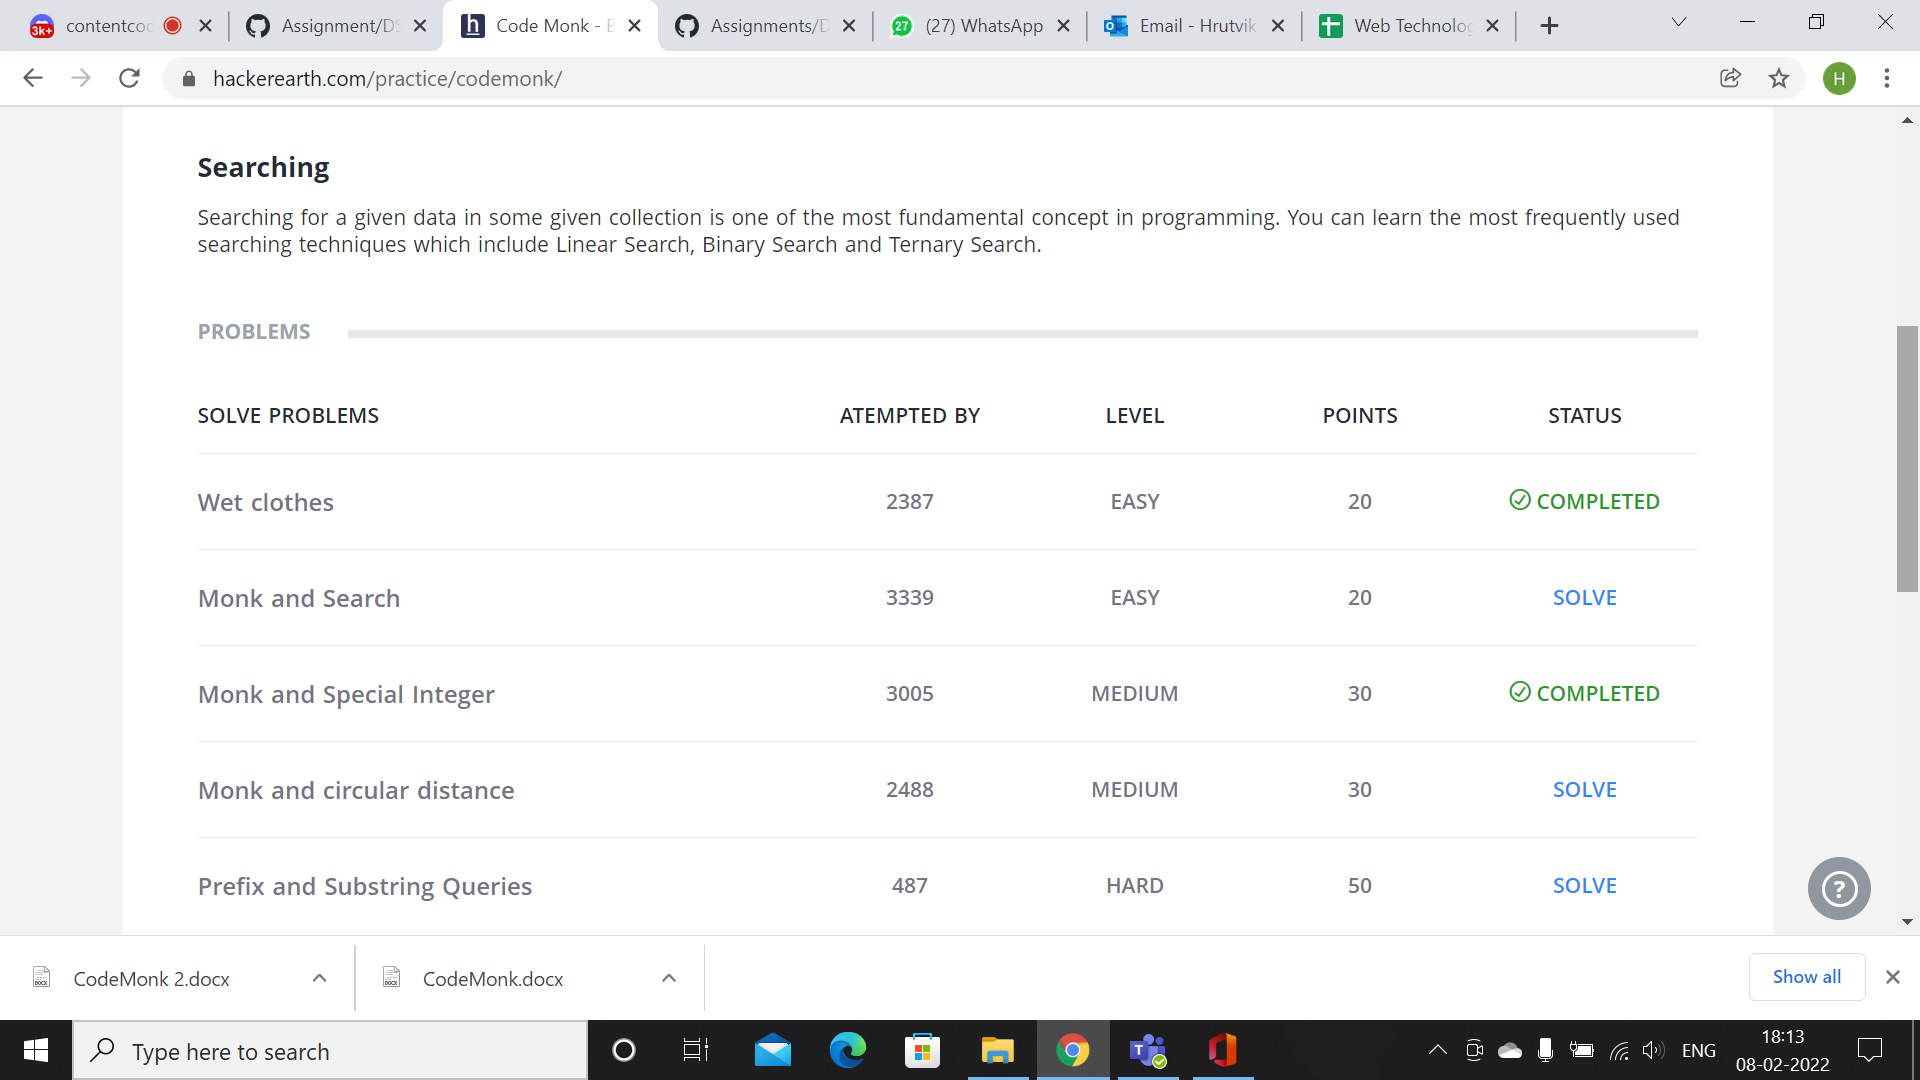 contentcoc
Assignment/DS
Code Monk - B
Assignments/D
(27) WhatsApp
Email - Hrutvik
Web Technolog
hackerearth.com/practice/codemonk/
H
Searching
Searching for a given data in some given collection is one of the most fundamental concept in programming. You can learn the most frequently used
searching techniques which include Linear Search, Binary Search and Ternary Search.
PROBLEMS
SOLVE PROBLEMS ATEMPTED BY LEVEL POINTS STATUS
Wet clothes 2387 EASY 20 COMPLETED
Monk and Search 3339 EASY 20 SOLVE
Monk and Special Integer 3005 MEDIUM 30 COMPLETED
Monk and circular distance 2488 MEDIUM 30 SOLVE
Prefix and Substring Queries 487 HARD 50 SOLVE
?
CodeMonk 2.docx
CodeMonk.docx
Show all
Type here to search
ENG
18:13
08-02-2022